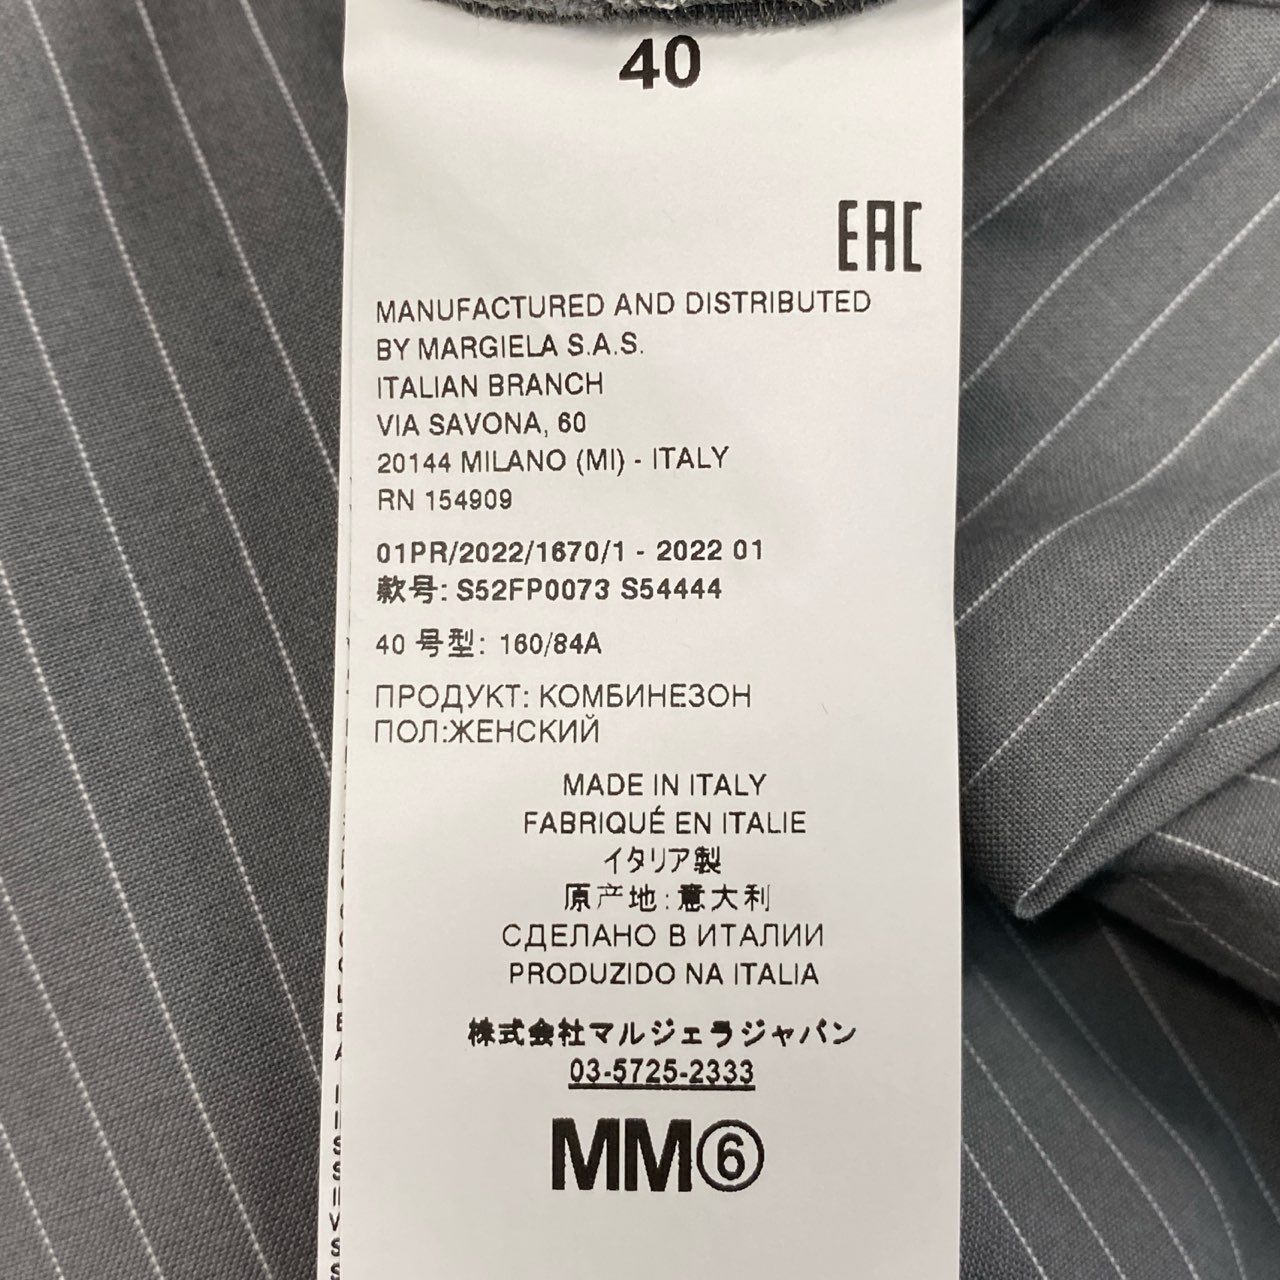 40
EAC
MANUFACTURED AND DISTRIBUTED
BY MARGIELA S.A.S.
ITALIAN BRANCH
VIA SAVONA, 60
20144 MILANO (MI) - ITALY
RN 154909
01PR/2022/1670/1 - 2022 01
款号: S52FP0073 S54444
40 号型: 160/84A
ПРОДУКТ: КОМБИНЕЗОН
ПОЛ:ЖЕНСКИЙ
MADE IN ITALY
FABRIQUÉ EN ITALIE
イタリア製
原产地:意大利
СДЕЛАНО В ИТАЛИИ
PRODUZIDO NA ITALIA
株式会社マルジェラジャパン
03-5725-2333
MM⑥